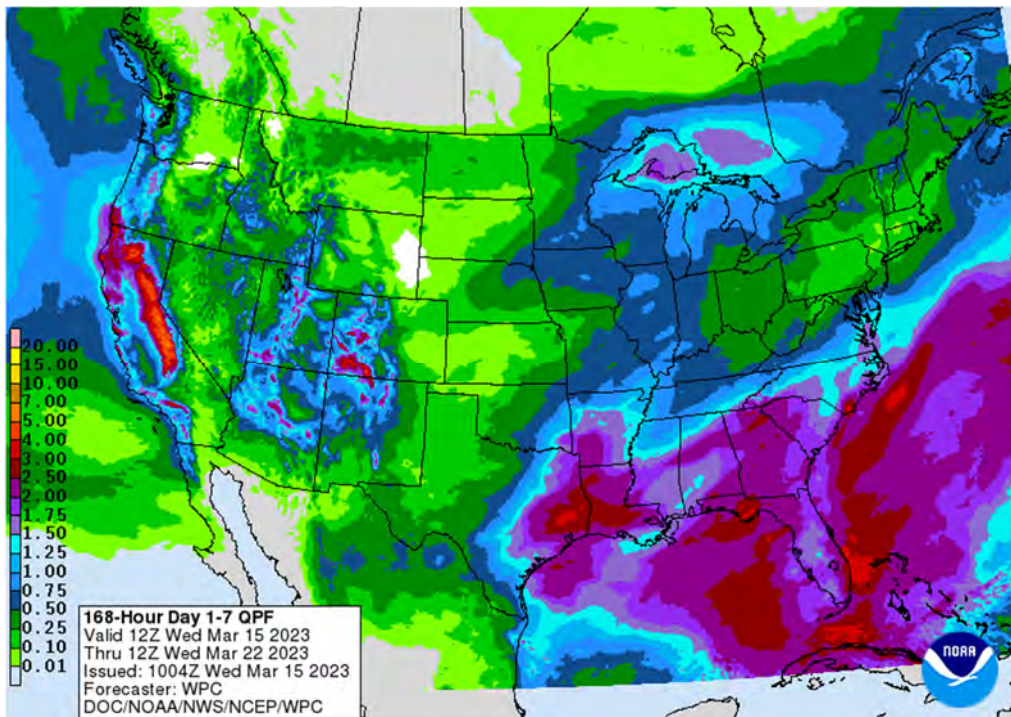 20.00
15.00
10.00
7.00
5.00
4.00
3.00
2.50
2.00
1.75
1.50
1.25
1.00
0.75
0.50
0.25
0.10
0.01
168-Hour Day 1-7 QPF
Valid 12Z Wed Mar 15 2023
Thru 12Z Wed Mar 22 2023
Issued: 1004Z Wed Mar 15 2023
Forecaster: WPC
DOC/NOAA/NWS/NCEP/WPC
NOAA